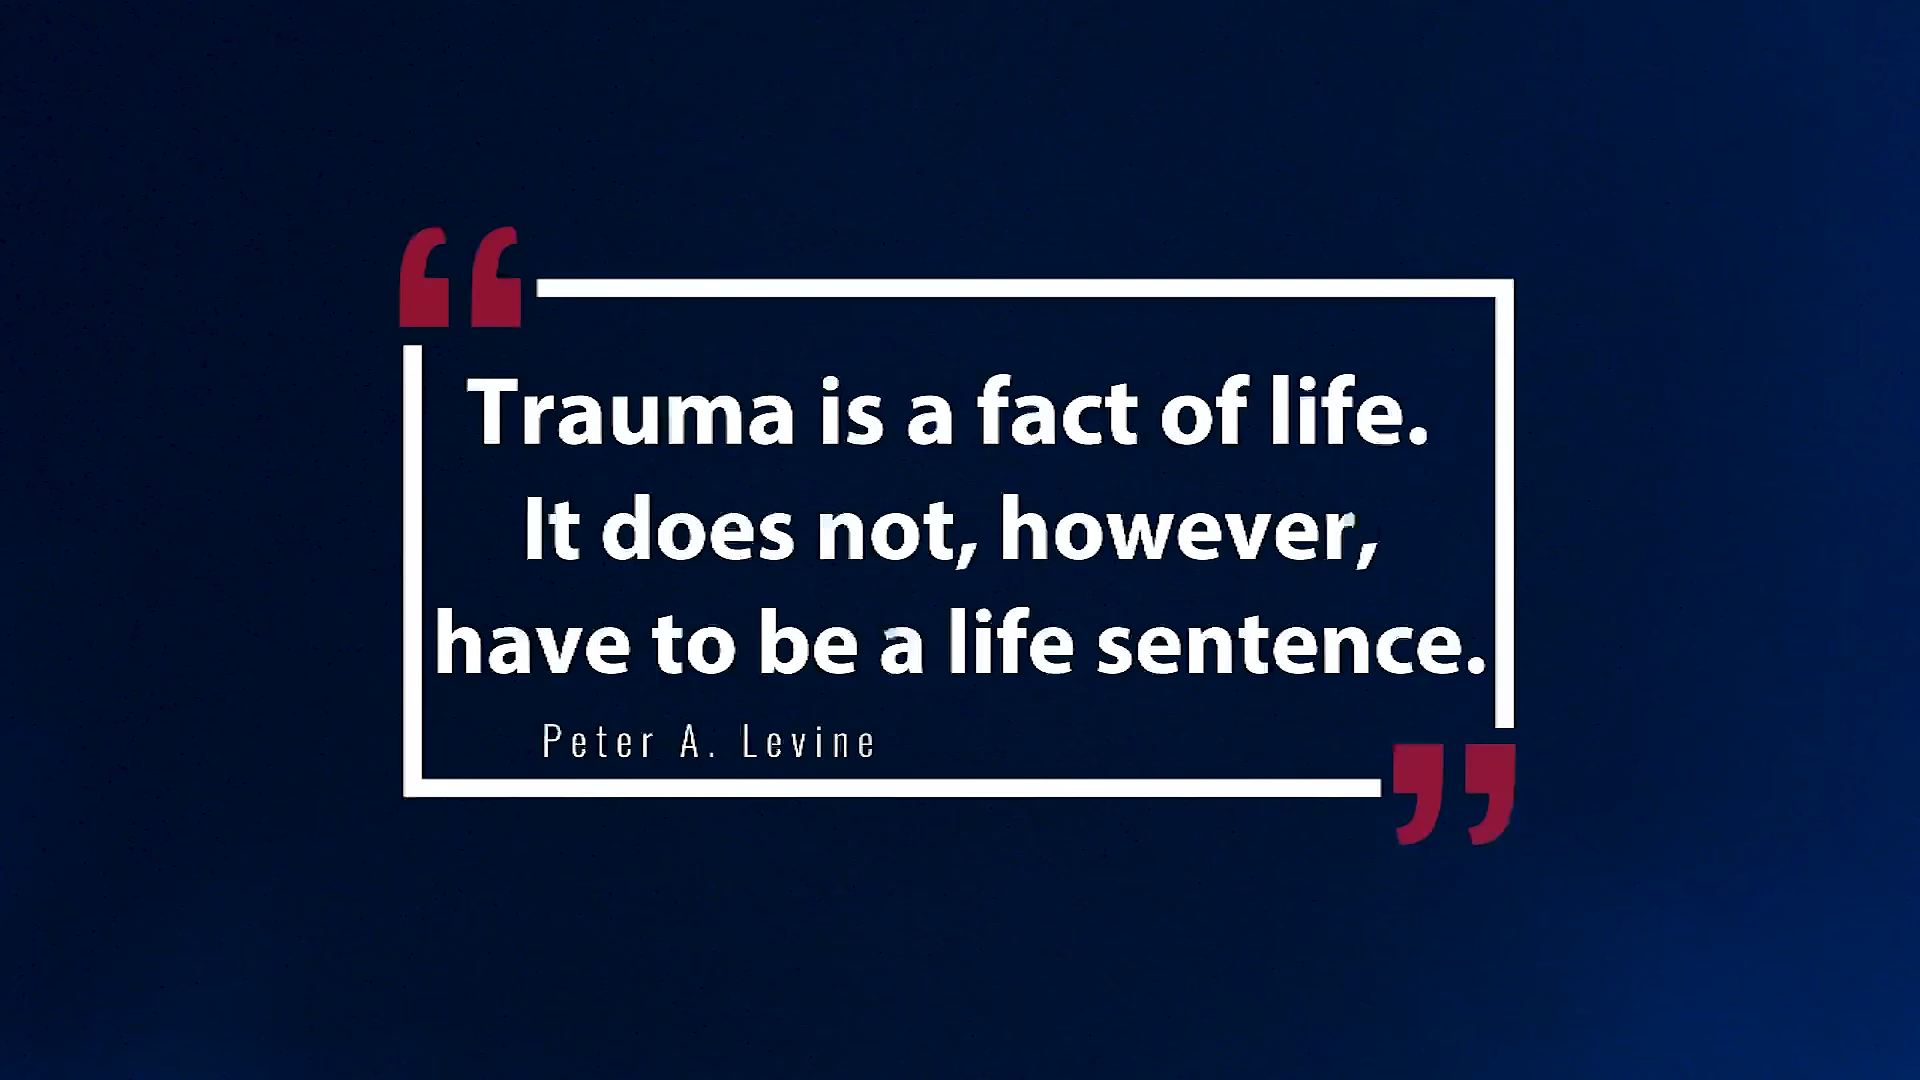 Trauma is a fact of life.
It does not, however,
have to be a life sentence.
Peter A. Levine